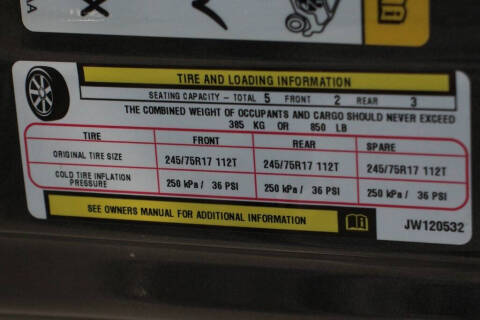 TIRE AND LOADING INFORMATION
SEATING CAPACITY - TOTAL 5 FRONT 2 REAR 3
THE COMBINED WEIGHT OF OCCUPANTS AND CARGO SHOULD NEVER EXCEED
385 KG OR 850 LB
TIRE FRONT REAR SPARE
ORIGINAL TIRE SIZE 245/75R17 112T 245/75R17 112T 245/75R17 112T
COLD TIRE INFLATION
PRESSURE 250 kPa / 36 PSI 250 kPa / 36 PSI 250 kPa / 36 PSI
SEE OWNERS MANUAL FOR ADDITIONAL INFORMATION
JW120532